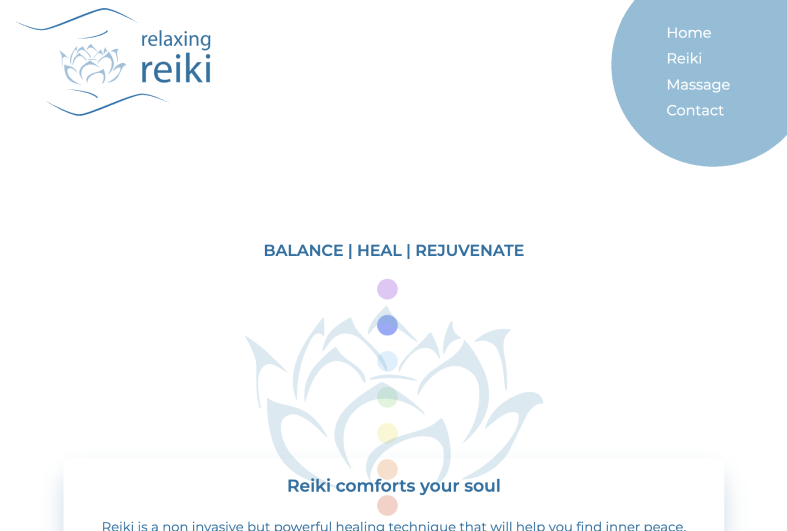 relaxing
reiki
Home
Reiki
Massage
Contact
BALANCE | HEAL | REJUVENATE
Reiki comforts your soul
Reiki is a non invasive but powerful healing technique that will help you find inner peace.